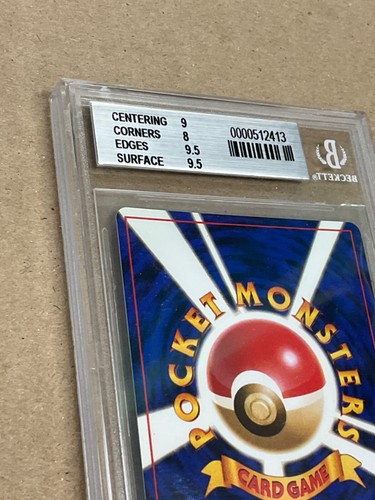 CENTERING 9
CORNERS 8
EDGES 9.5
SURFACE 9.5
0000512413
B
BECKETT®
POCKET MONSTERS
CARD GAME